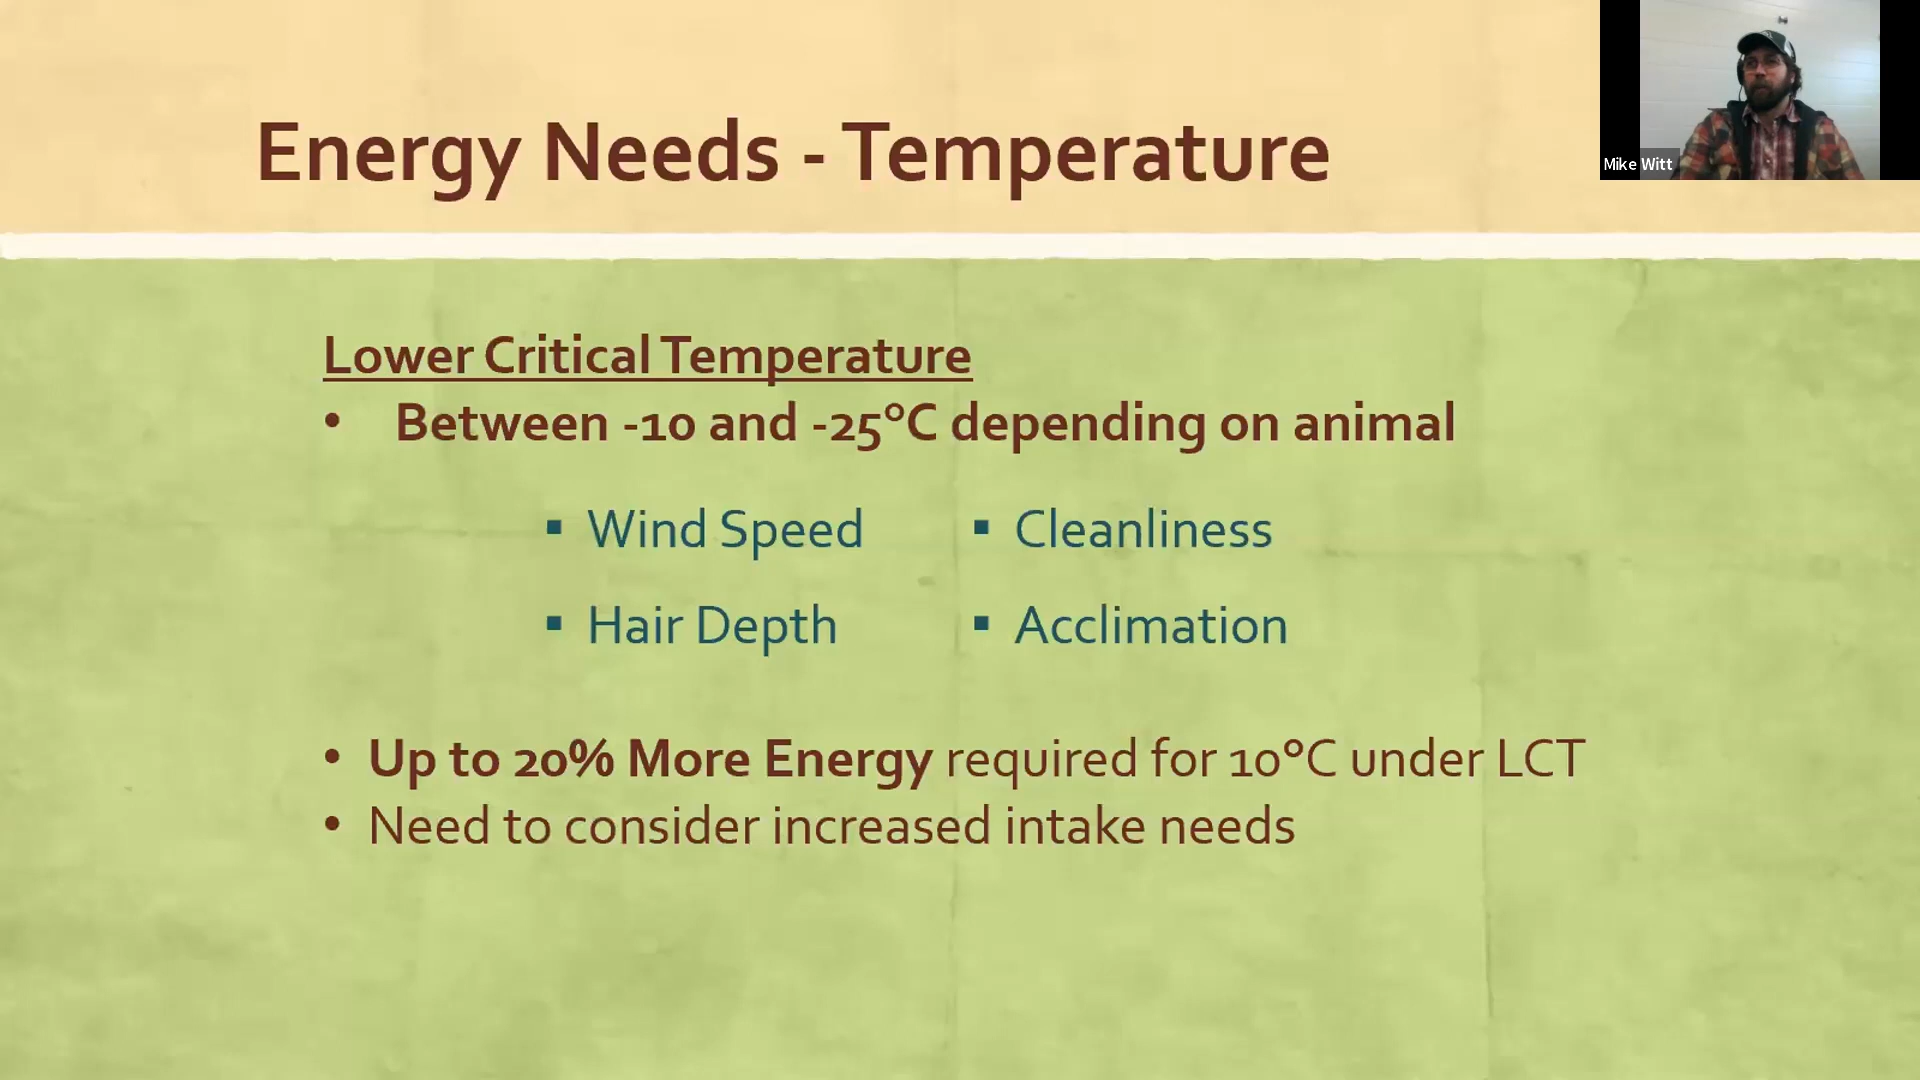 Energy Needs - Temperature
Mike Witt
Lower Critical Temperature
• Between -10 and -25°C depending on animal
▪ Wind Speed
▪ Cleanliness
▪ Hair Depth
▪ Acclimation
• Up to 20% More Energy required for 10°C under LCT
• Need to consider increased intake needs